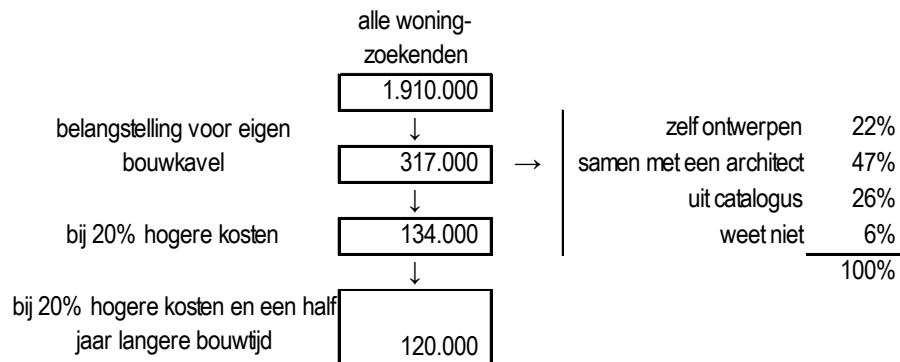 alle woning-
zoekenden
1.910.000
↓
belangstelling voor eigen
bouwkavel
317.000 →
zelf ontwerpen 22%
samen met een architect 47%
uit catalogus 26%
weet niet 6%
100%
↓
bij 20% hogere kosten 134.000
↓
bij 20% hogere kosten en een half
jaar langere bouwtijd 120.000